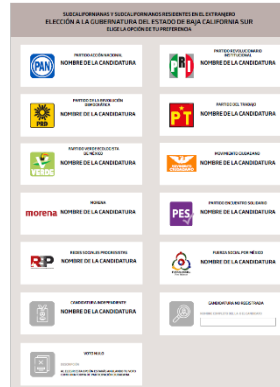 SUDCALIFORNIANAS Y SUDCALIFORNIANOS RESIDENTES EN EL EXTRANJERO
ELECCIÓN A LA GUBERNATURA DEL ESTADO DE BAJA CALIFORNIA SUR
ELIGE LA OPCIÓN DE TU PREFERENCIA
PAN
PARTIDO ACCIÓN NACIONAL
NOMBRE DE LA CANDIDATURA
PRI
PARTIDO REVOLUCIONARIO
INSTITUCIONAL
NOMBRE DE LA CANDIDATURA
PRD
PARTIDO DE LA REVOLUCIÓN
DEMOCRÁTICA
NOMBRE DE LA CANDIDATURA
PT
PARTIDO DEL TRABAJO
NOMBRE DE LA CANDIDATURA
VERDE
PARTIDO VERDE ECOLOGISTA
DE MÉXICO
NOMBRE DE LA CANDIDATURA
MOVIMIENTO
CIUDADANO
MOVIMIENTO CIUDADANO
NOMBRE DE LA CANDIDATURA
morena
MORENA
NOMBRE DE LA CANDIDATURA
PES
PARTIDO ENCUENTRO SOLIDARIO
NOMBRE DE LA CANDIDATURA
RSP
REDES SOCIALES PROGRESISTAS
NOMBRE DE LA CANDIDATURA
FUERZA SOCIAL POR MÉXICO
NOMBRE DE LA CANDIDATURA
CANDIDATURA INDEPENDIENTE
NOMBRE DE LA CANDIDATURA
CANDIDATURA NO REGISTRADA
VOTO NULO